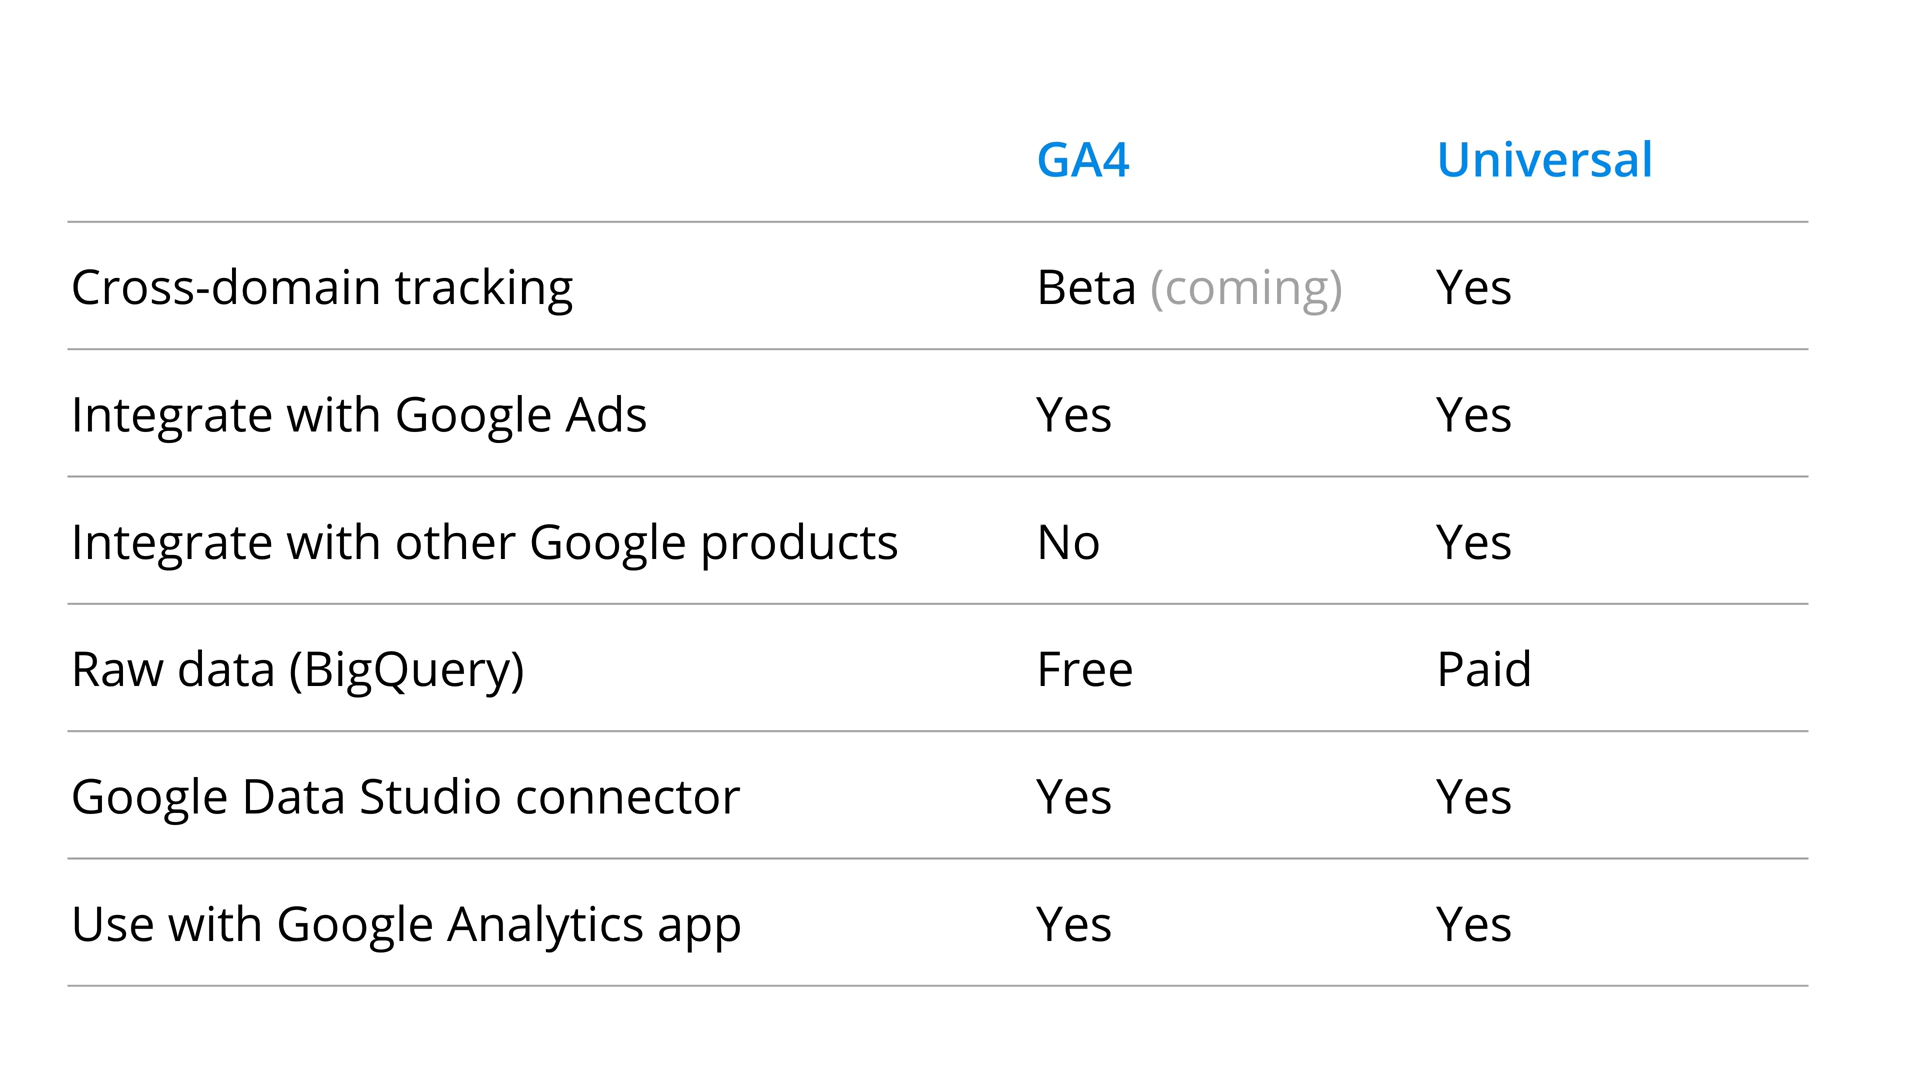 GA4 Universal
Cross-domain tracking Beta (coming) Yes
Integrate with Google Ads Yes Yes
Integrate with other Google products No Yes
Raw data (BigQuery) Free Paid
Google Data Studio connector Yes Yes
Use with Google Analytics app Yes Yes